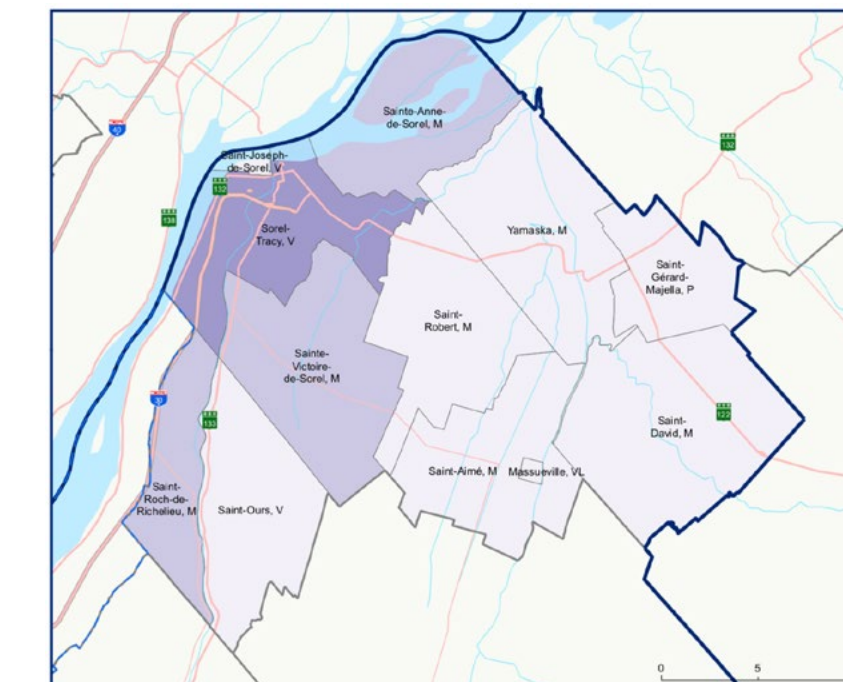 Sainte-Anne-
de-Sorel, M
40
132
Saint-Joseph-
de-Sorel, V
132
138
Sorel-
Tracy, V
Yamaska, M
Saint-
Gérard-
Majella, P
Saint-
Robert, M
Sainte-
Victoire-
de-Sorel, M
30
133
122
Saint-
David, M
Saint-Aimé, M
Massueville, VL
Saint-
Roch-de-
Richelieu, M
Saint-Ours, V
0
5